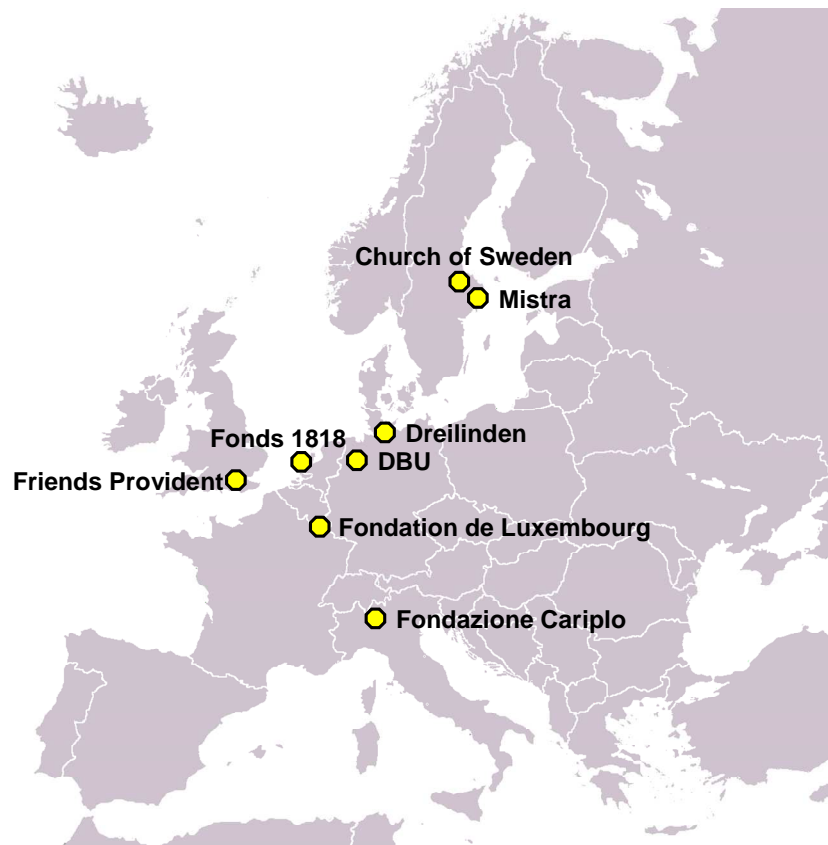 Church of Sweden
Mistra
Dreilinden
Fonds 1818
DBU
Friends Provident
Fondation de Luxembourg
Fondazione Cariplo